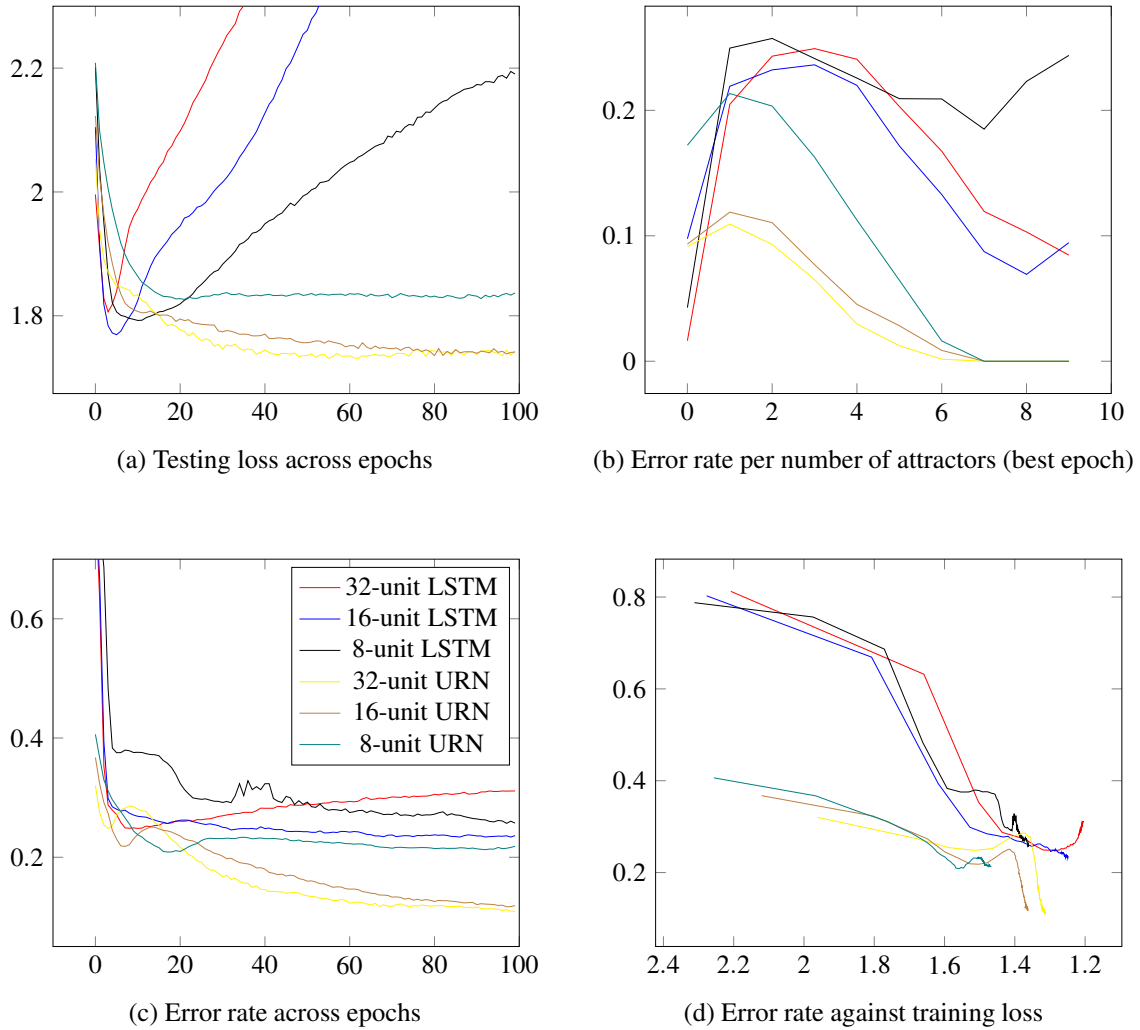 2.2
2
1.8
0 20 40 60 80 100
(a) Testing loss across epochs
0.2
0.1
0
0 2 4 6 8 10
(b) Error rate per number of attractors (best epoch)
0.6
0.4
0.2
0 20 40 60 80 100
32-unit LSTM
16-unit LSTM
8-unit LSTM
32-unit URN
16-unit URN
8-unit URN
(c) Error rate across epochs
0.8
0.6
0.4
0.2
2.4 2.2 2 1.8 1.6 1.4 1.2
(d) Error rate against training loss